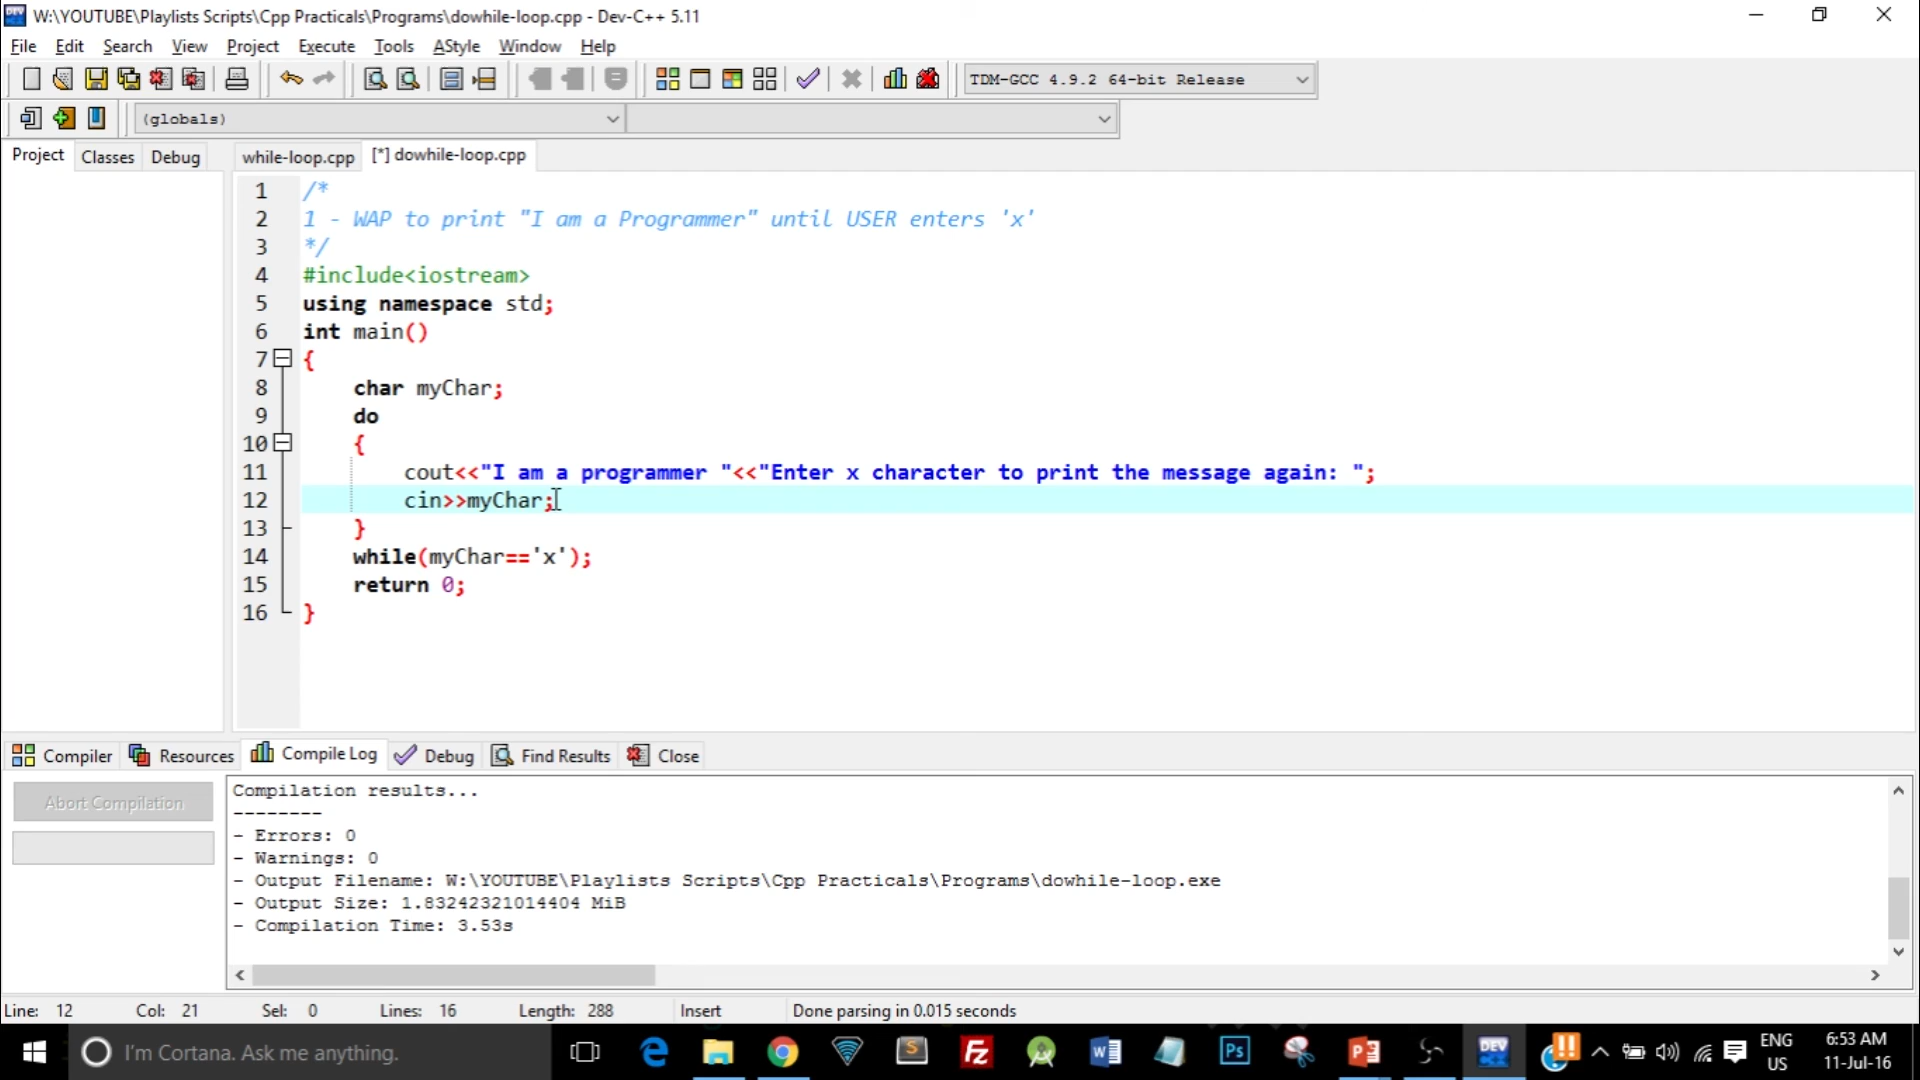 W:\YOUTUBE\Playlists Scripts\Cpp Practicals\Programs\dowhile-loop.cpp - Dev-C++ 5.11
File Edit Search View Project Execute Tools AStyle Window Help
TDM-GCC 4.9.2 64-bit Release
(globals)
Project Classes Debug while-loop.cpp [*] dowhile-loop.cpp
1 /*
2 1 - WAP to print "I am a Programmer" until USER enters 'x'
3 */
4 #include<iostream>
5 using namespace std;
6 int main()
7 {
8 char myChar;
9 do
10 {
11 cout<<"I am a programmer "<<"Enter x character to print the message again: ";
12 cin>>myChar;
13 }
14 while(myChar=='x');
15 return 0;
16 }
Compiler Resources Compile Log Debug Find Results Close
Abort Compilation
Compilation results...
--------
- Errors: 0
- Warnings: 0
- Output Filename: W:\YOUTUBE\Playlists Scripts\Cpp Practicals\Programs\dowhile-loop.exe
- Output Size: 1.83242321014404 MiB
- Compilation Time: 3.53s
Line: 12 Col: 21 Sel: 0 Lines: 16 Length: 288 Insert Done parsing in 0.015 seconds
I'm Cortana. Ask me anything.
ENG
US
6:53 AM
11-Jul-16